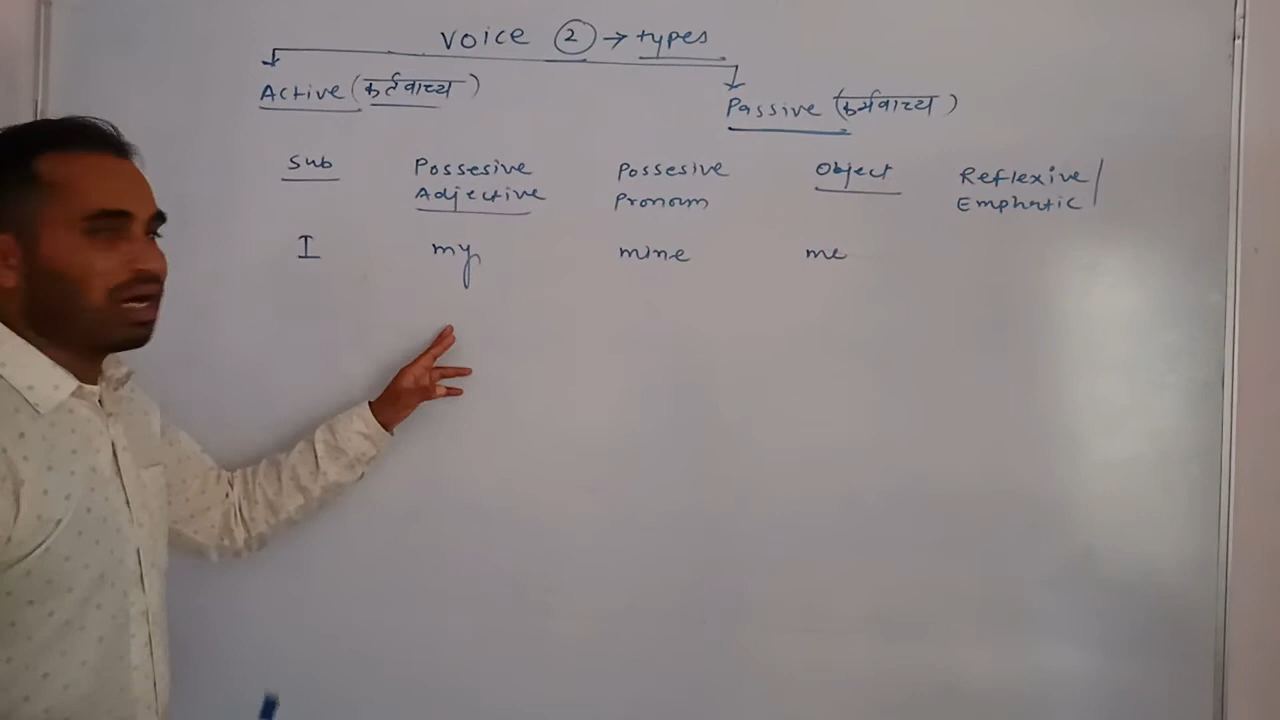 Voice ② → types
Active (कर्तवाच्य)
Passive (कर्मवाच्य)
Sub
Possesive
Adjective
Possesive
Pronoun
Object
Reflexive/
Emphatic
I my mine me